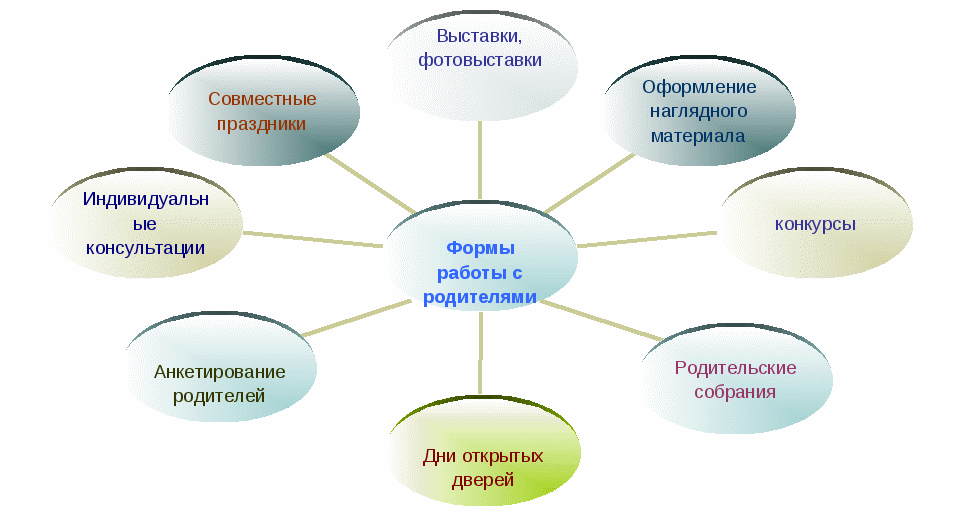 Выставки,
фотовыставки
Совместные
праздники
Оформление
наглядного
материала
Индивидуальн
ые
консультации
конкурсы
Формы
работы с
родителями
Анкетирование
родителей
Родительские
собрания
Дни открытых
дверей